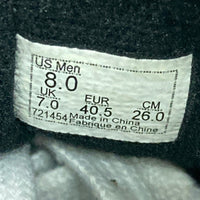 US Men
8.0
UK EUR CM
7.0 40.5 26.0
721454 Made in China
Fabriqué en Chine